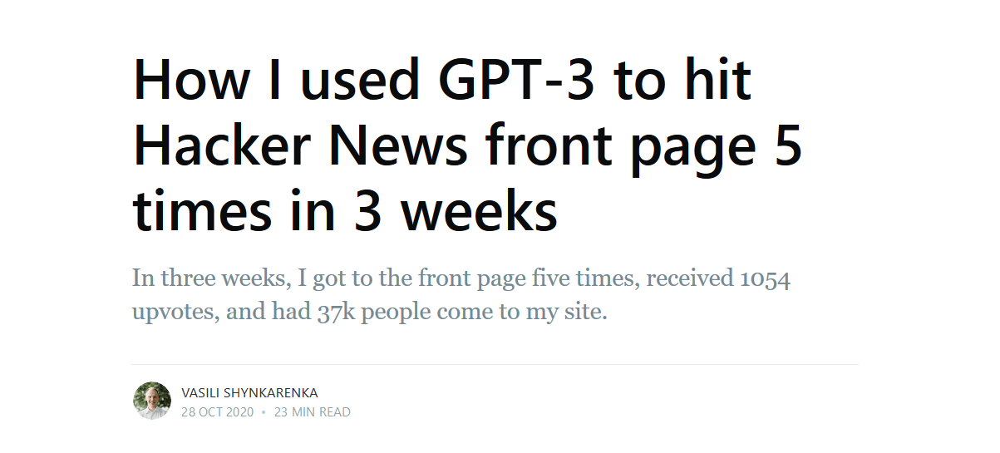 How I used GPT-3 to hit
Hacker News front page 5
times in 3 weeks
In three weeks, I got to the front page five times, received 1054
upvotes, and had 37k people come to my site.
VASILI SHYNKARENKA
28 OCT 2020 • 23 MIN READ